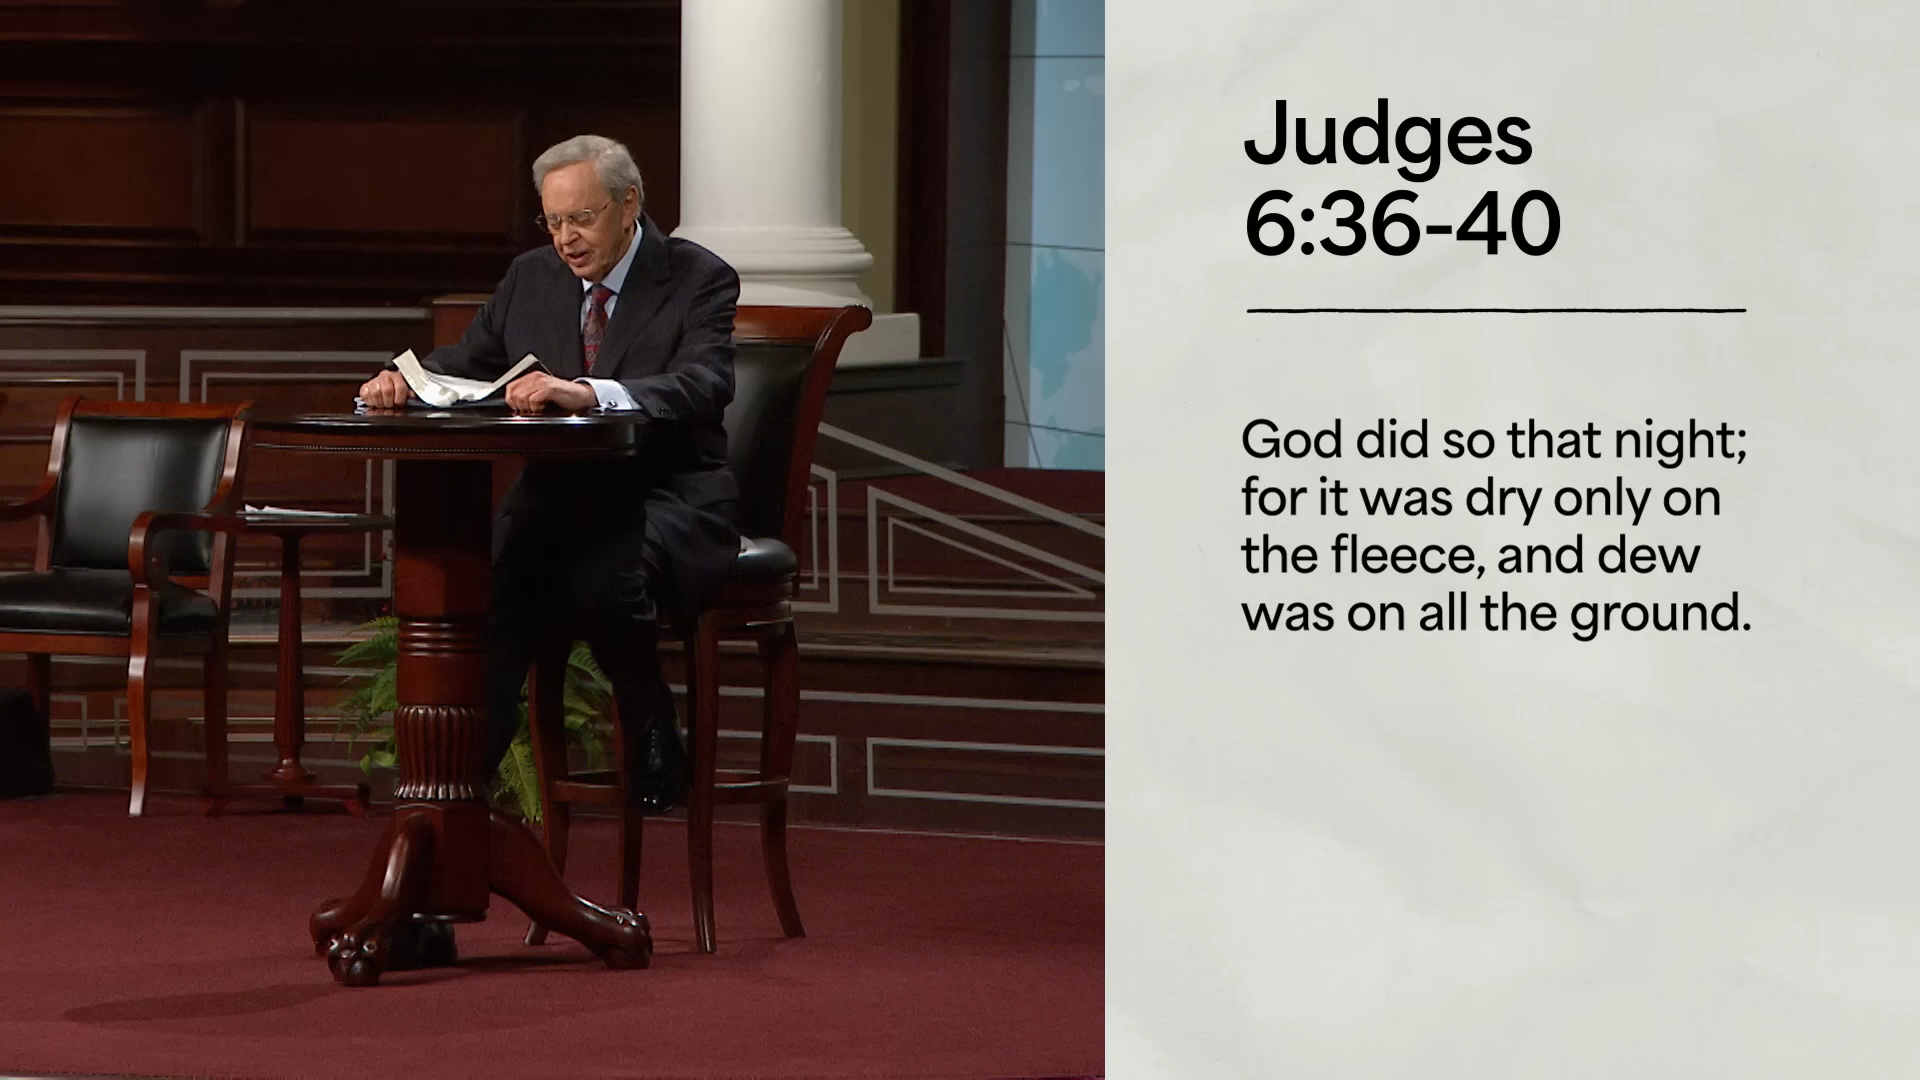 Judges
6:36-40
God did so that night;
for it was dry only on
the fleece, and dew
was on all the ground.